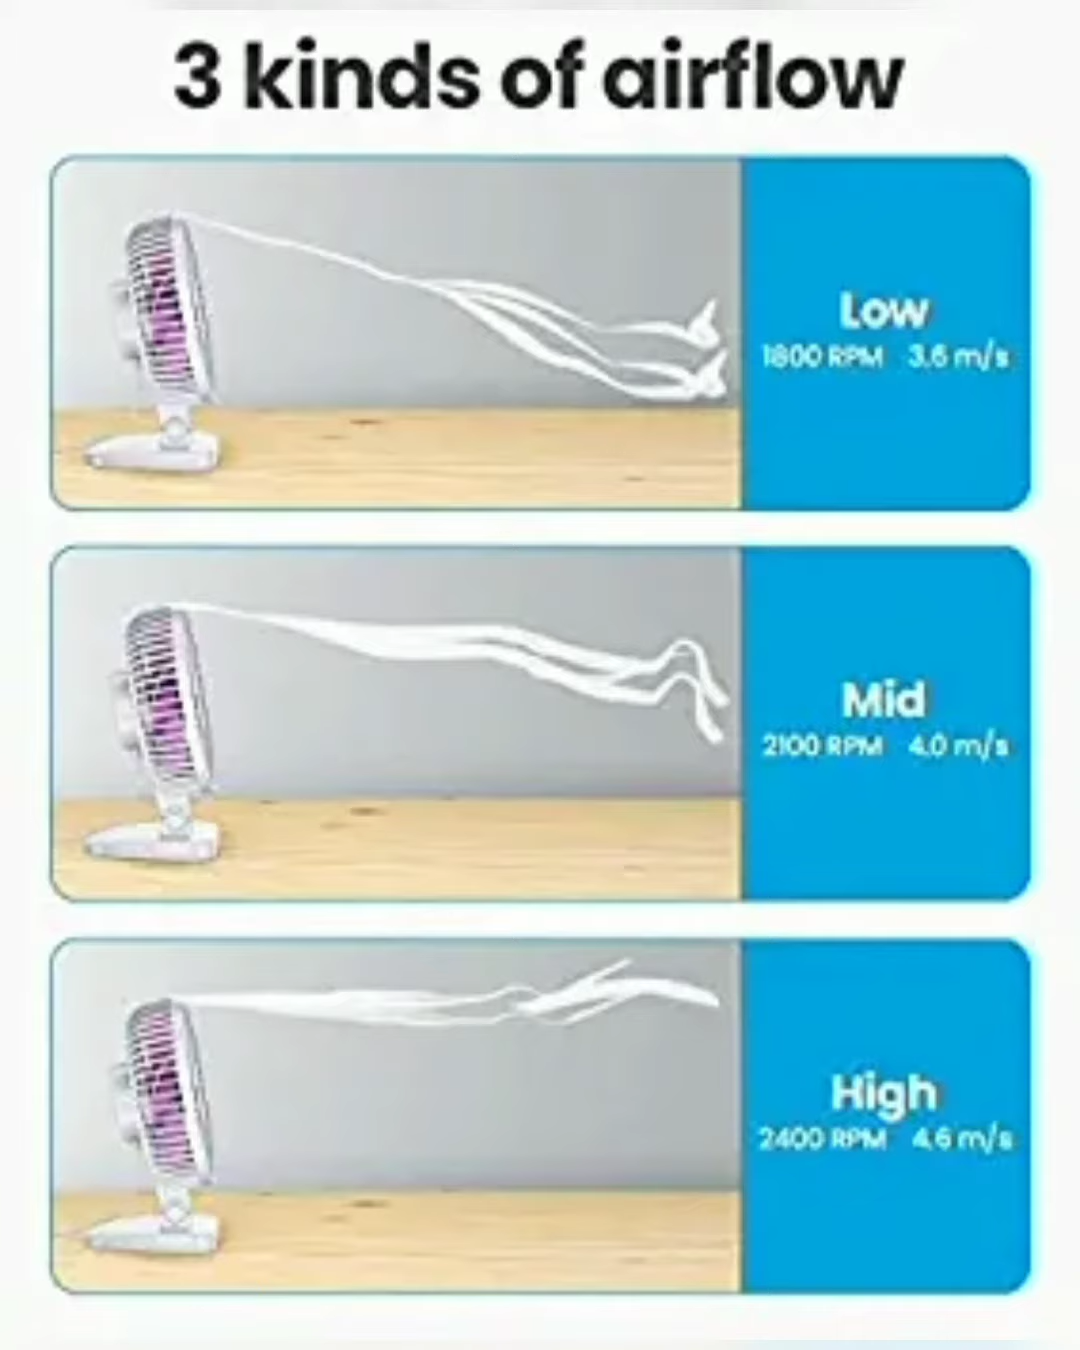 3 kinds of airflow
Low
1800 RPM 3.6 m/s
Mid
2100 RPM 4.0 m/s
High
2400 RPM 4.6 m/s